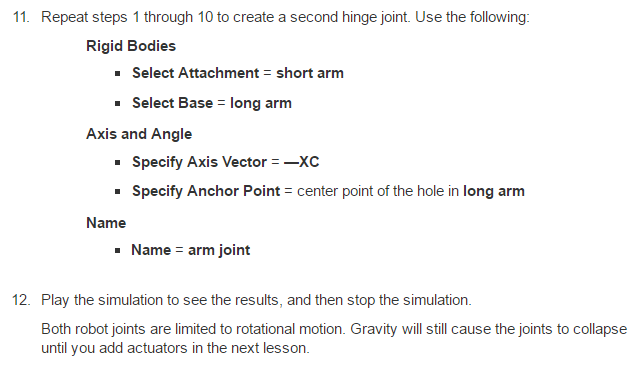 11. Repeat steps 1 through 10 to create a second hinge joint. Use the following:
Rigid Bodies
▪ Select Attachment = short arm
▪ Select Base = long arm
Axis and Angle
▪ Specify Axis Vector = —XC
▪ Specify Anchor Point = center point of the hole in long arm
Name
▪ Name = arm joint
12. Play the simulation to see the results, and then stop the simulation.
Both robot joints are limited to rotational motion. Gravity will still cause the joints to collapse
until you add actuators in the next lesson.